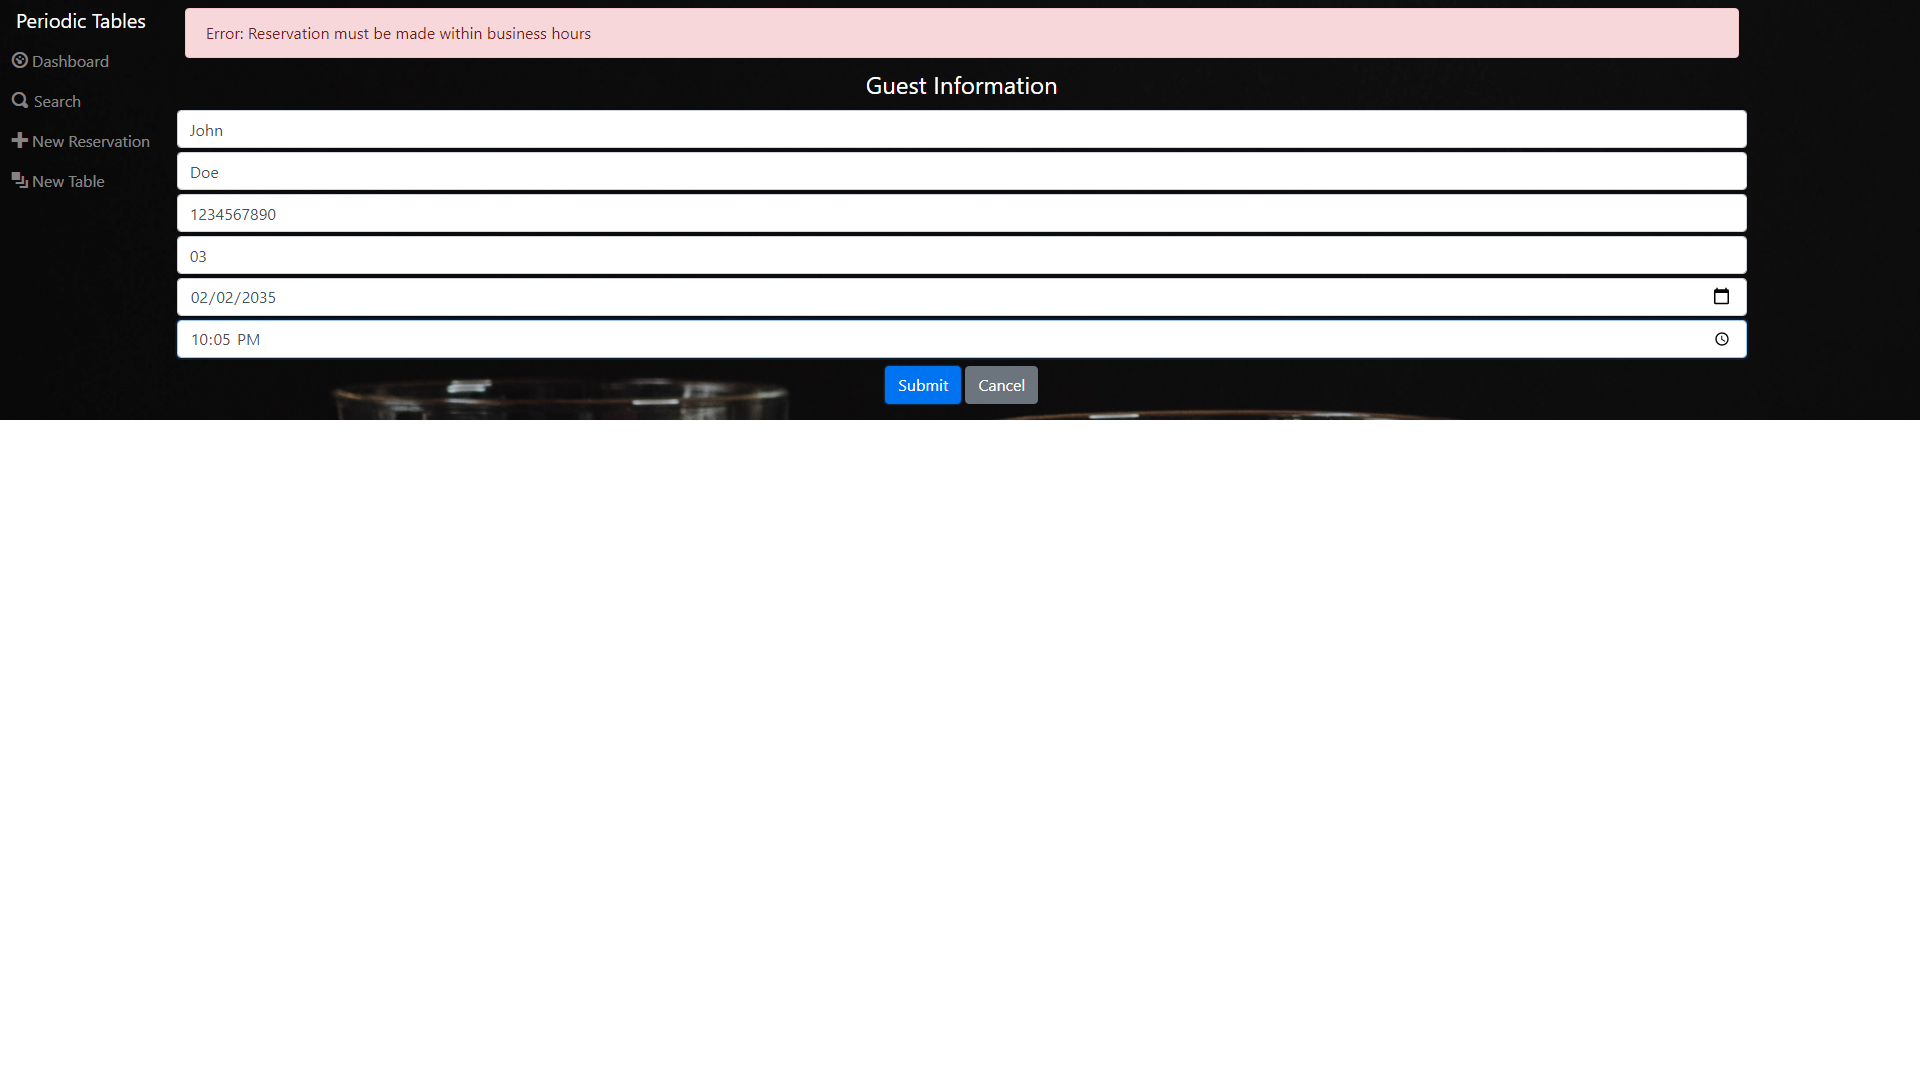 Periodic Tables
Dashboard
Search
New Reservation
New Table
Error: Reservation must be made within business hours
Guest Information
John
Doe
1234567890
03
02/02/2035
10:05 PM
Submit
Cancel